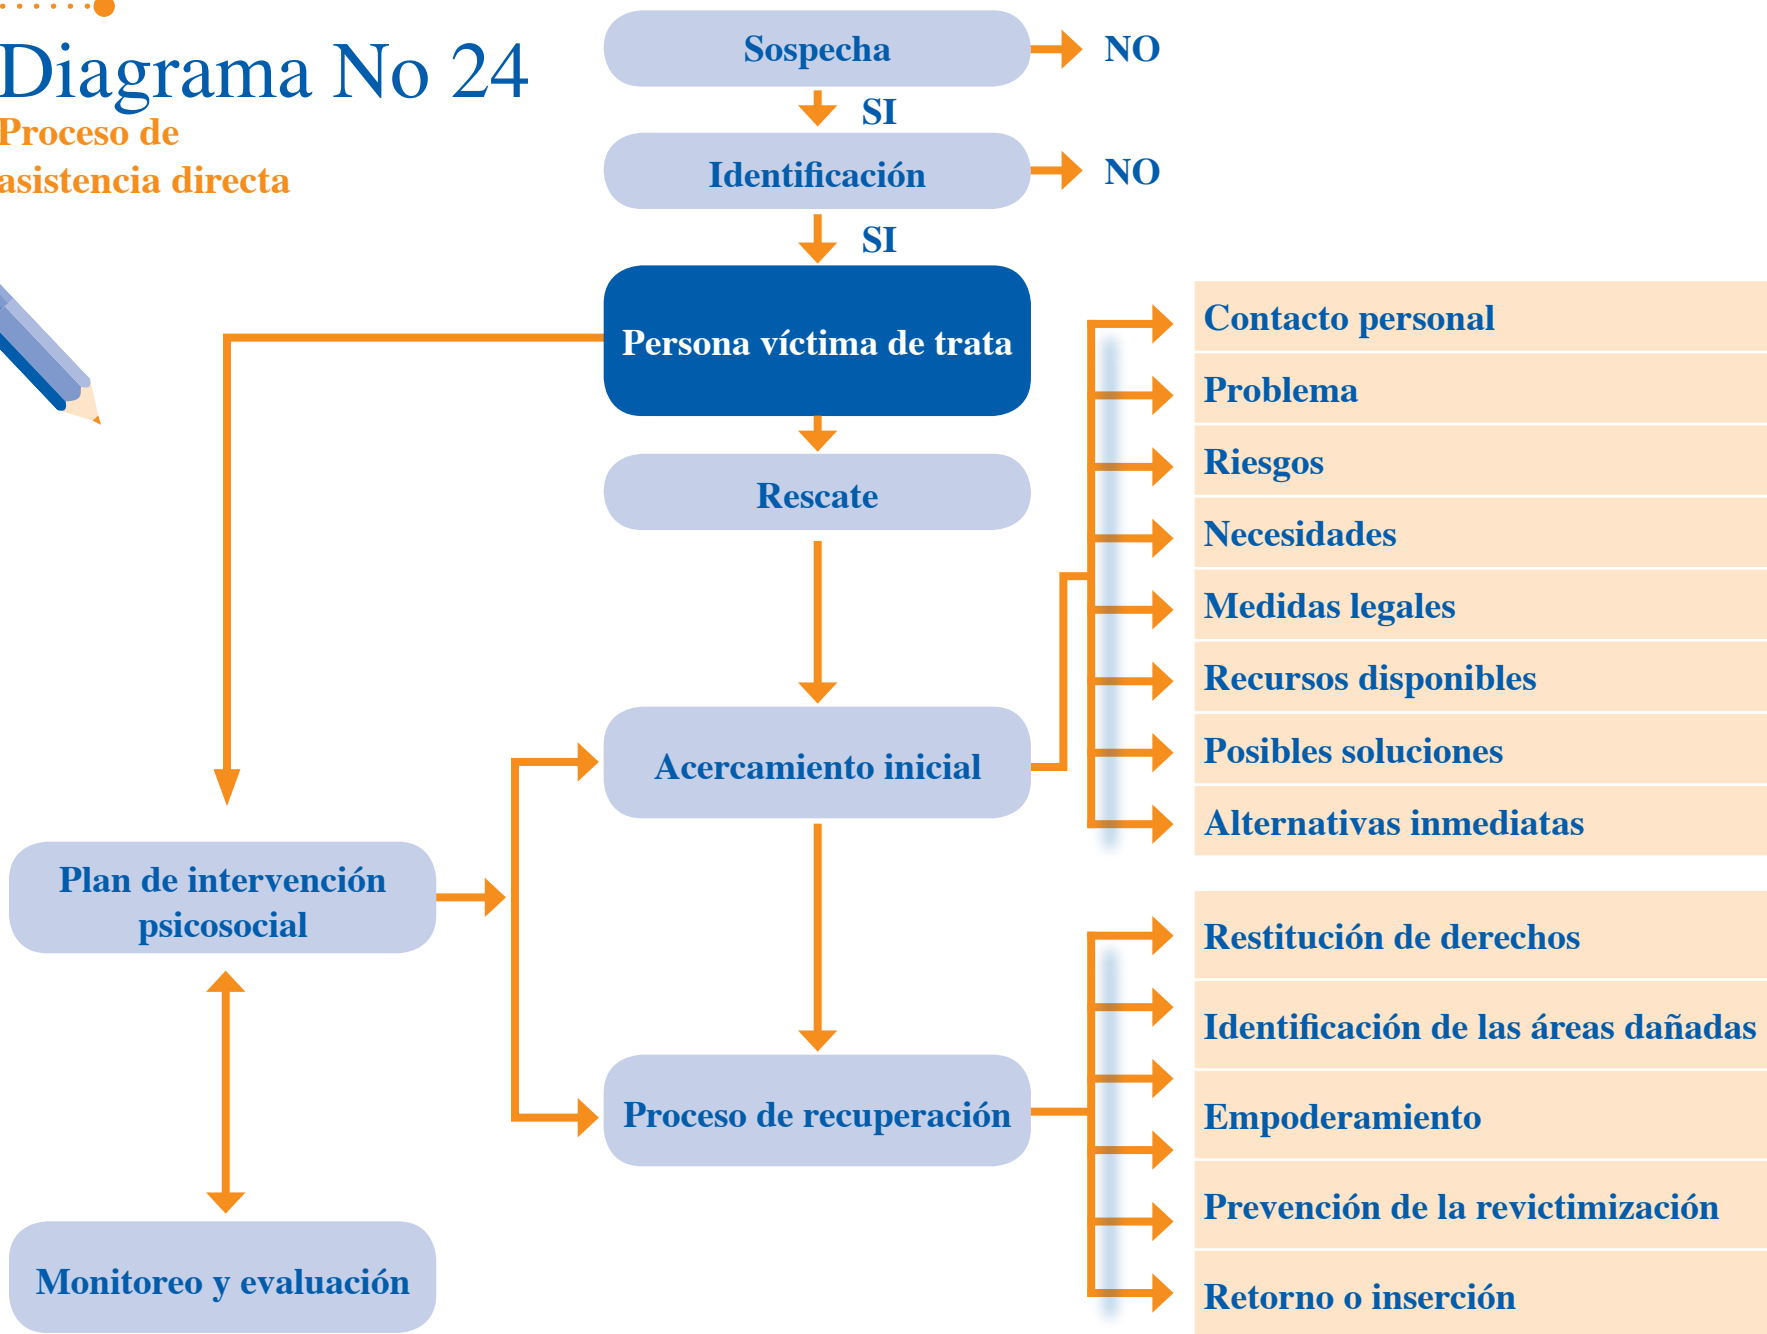 Diagrama No 24
Proceso de
asistencia directa
Sospecha
NO
SI
Identificación
NO
SI
Persona víctima de trata
Rescate
Acercamiento inicial
Contacto personal
Problema
Riesgos
Necesidades
Medidas legales
Recursos disponibles
Posibles soluciones
Alternativas inmediatas
Plan de intervención
psicosocial
Proceso de recuperación
Restitución de derechos
Identificación de las áreas dañadas
Empoderamiento
Prevención de la revictimización
Retorno o inserción
Monitoreo y evaluación